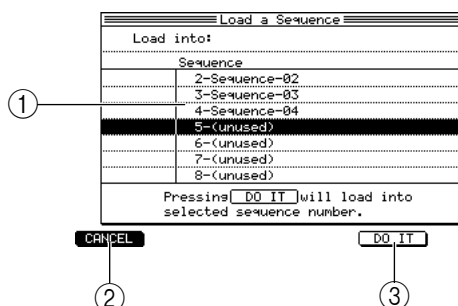 Load a Sequence
Load into:
Sequence
2-Sequence-02
3-Sequence-03
1 4-Sequence-04
5-(unused)
6-(unused)
7-(unused)
8-(unused)
Pressing DO IT will load into
selected sequence number.
CANCEL DO IT
2 3